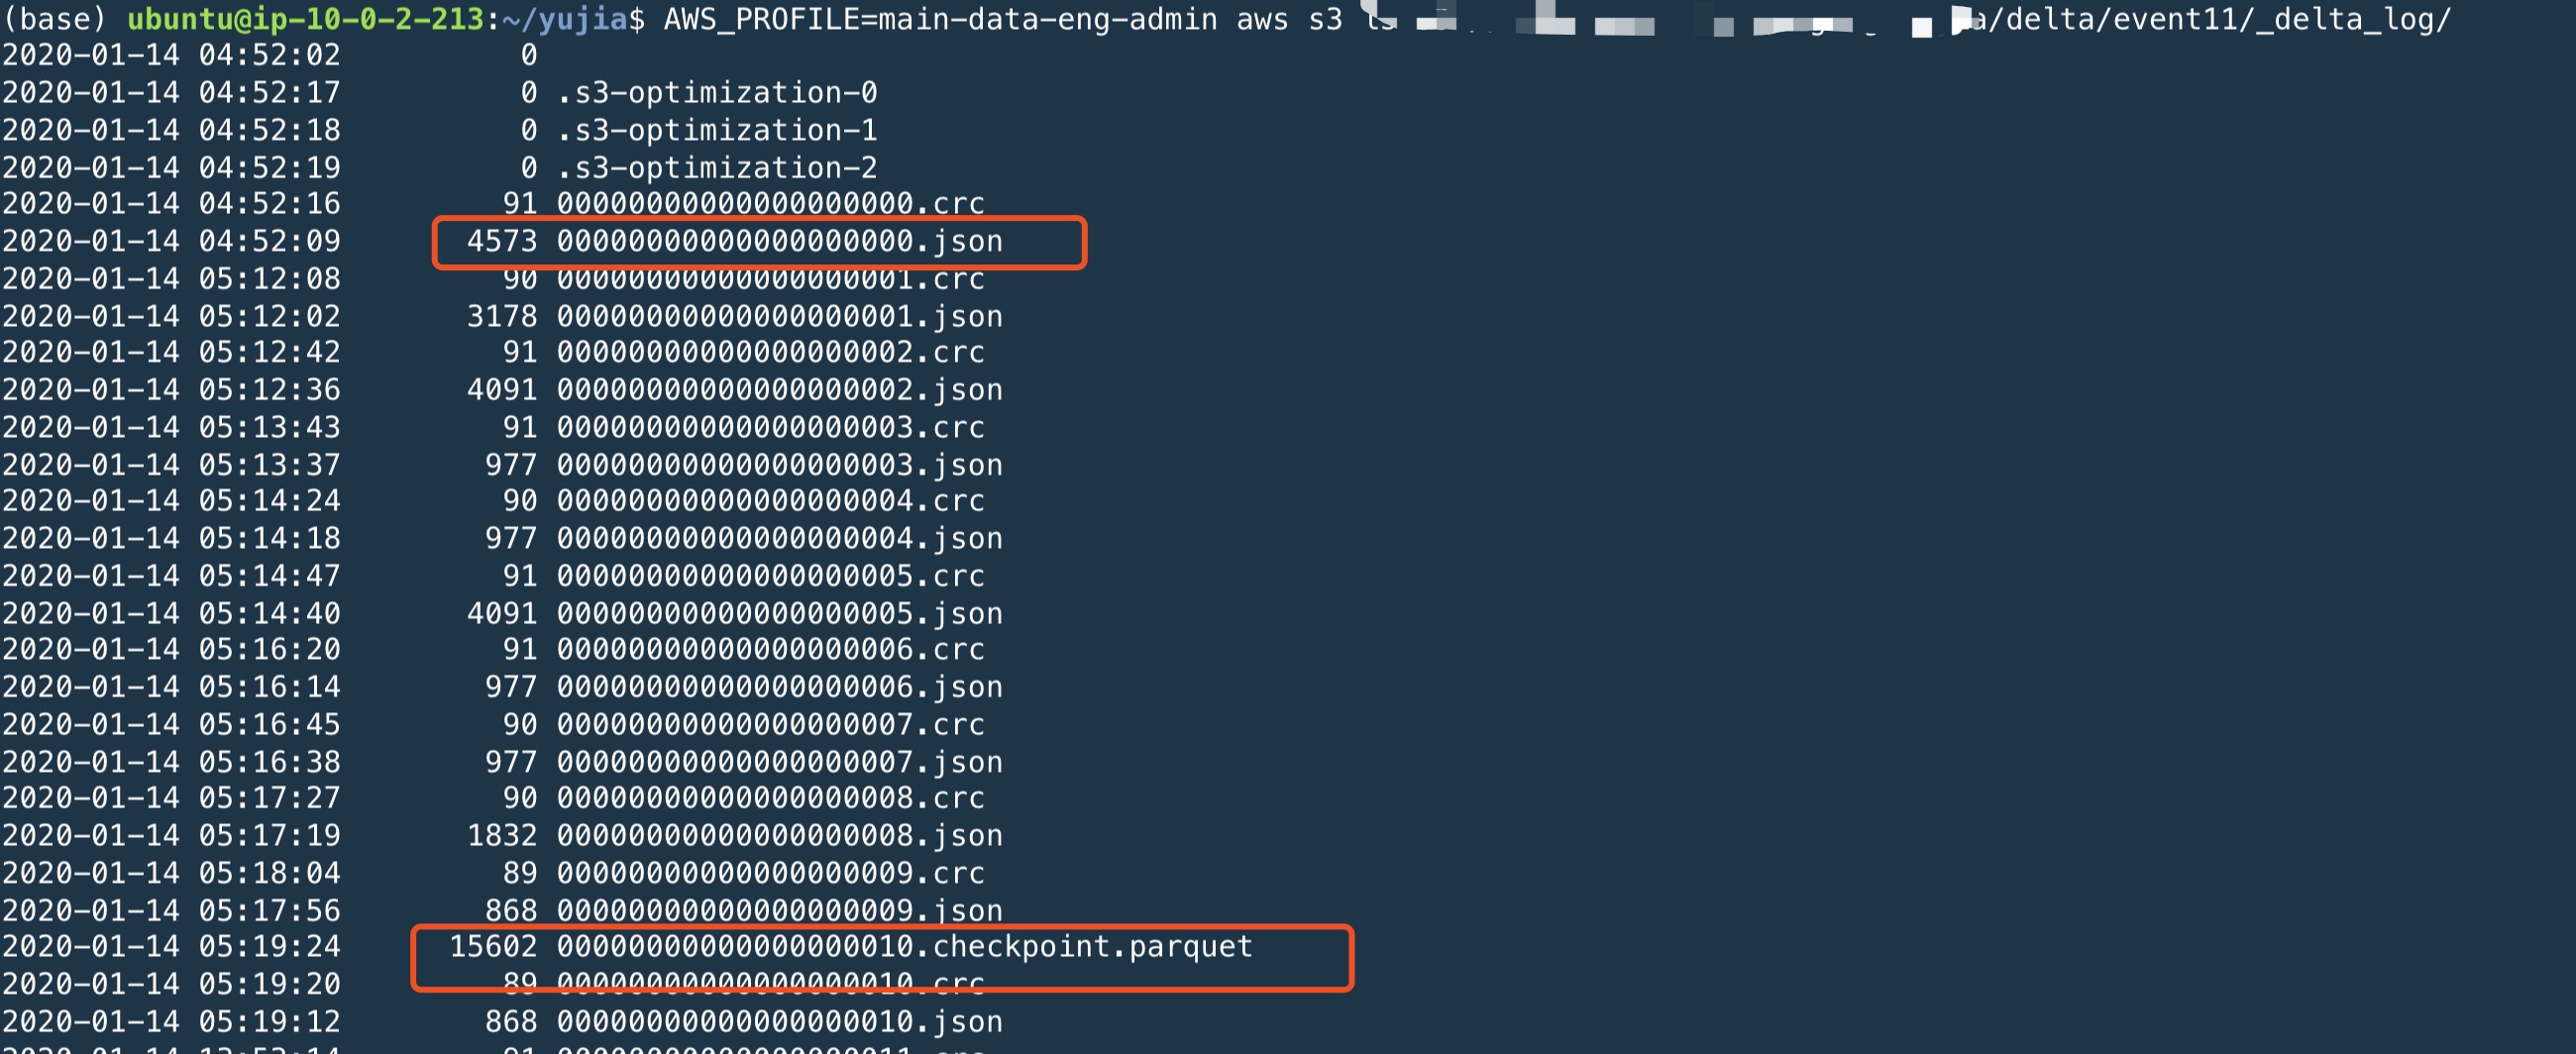 (base) ubuntu@ip-10-0-2-213:~/yujia$ AWS_PROFILE=main-data-eng-admin aws s3 ls a/delta/event11/_delta_log/
2020-01-14 04:52:02          0
2020-01-14 04:52:17          0 .s3-optimization-0
2020-01-14 04:52:18          0 .s3-optimization-1
2020-01-14 04:52:19          0 .s3-optimization-2
2020-01-14 04:52:16         91 00000000000000000000.crc
2020-01-14 04:52:09       4573 00000000000000000000.json
2020-01-14 05:12:08         90 00000000000000000001.crc
2020-01-14 05:12:02       3178 00000000000000000001.json
2020-01-14 05:12:42         91 00000000000000000002.crc
2020-01-14 05:12:36       4091 00000000000000000002.json
2020-01-14 05:13:43         91 00000000000000000003.crc
2020-01-14 05:13:37        977 00000000000000000003.json
2020-01-14 05:14:24         90 00000000000000000004.crc
2020-01-14 05:14:18        977 00000000000000000004.json
2020-01-14 05:14:47         91 00000000000000000005.crc
2020-01-14 05:14:40       4091 00000000000000000005.json
2020-01-14 05:16:20         91 00000000000000000006.crc
2020-01-14 05:16:14        977 00000000000000000006.json
2020-01-14 05:16:45         90 00000000000000000007.crc
2020-01-14 05:16:38        977 00000000000000000007.json
2020-01-14 05:17:27         90 00000000000000000008.crc
2020-01-14 05:17:19       1832 00000000000000000008.json
2020-01-14 05:18:04         89 00000000000000000009.crc
2020-01-14 05:17:56        868 00000000000000000009.json
2020-01-14 05:19:24      15602 00000000000000000010.checkpoint.parquet
2020-01-14 05:19:20         89 00000000000000000010.crc
2020-01-14 05:19:12        868 00000000000000000010.json